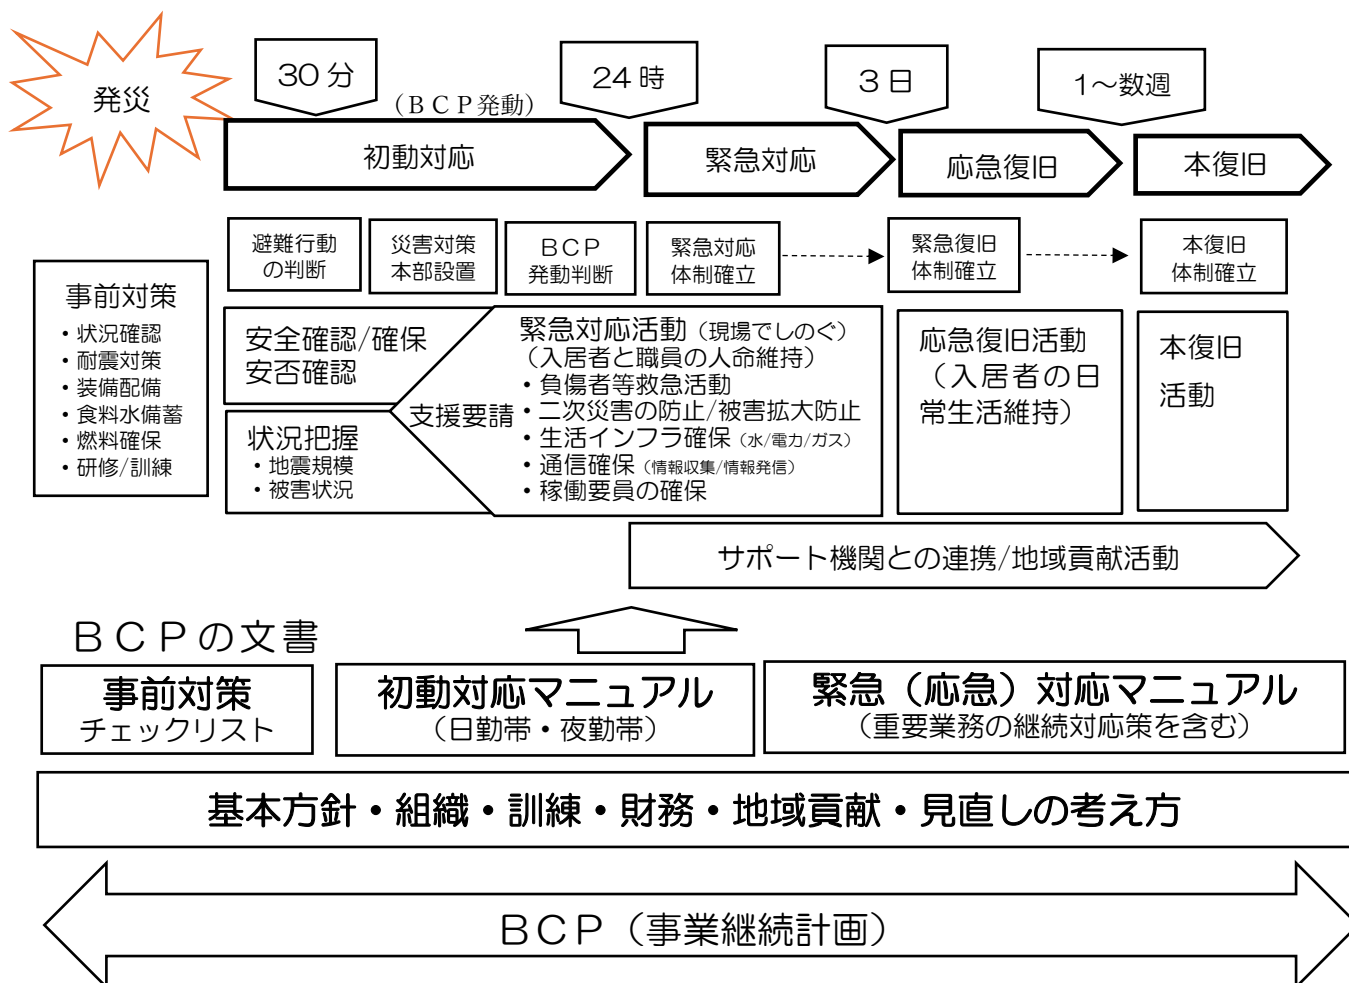 発災
30分
（ＢＣＰ発動）
24時
3日
1〜数週
初動対応
緊急対応
応急復旧
本復旧
避難行動
の判断
災害対策
本部設置
ＢＣＰ
発動判断
緊急対応
体制確立
緊急復旧
体制確立
本復旧
体制確立
事前対策
・状況確認
・耐震対策
・装備配備
・食料水備蓄
・燃料確保
・研修/訓練
安全確認/確保
安否確認
状況把握
・地震規模
・被害状況
支援要請
緊急対応活動（現場でしのぐ）
（入居者と職員の人命維持）
・負傷者等救急活動
・二次災害の防止/被害拡大防止
・生活インフラ確保（水/電力/ガス）
・通信確保（情報収集/情報発信）
・稼働要員の確保
応急復旧活動
（入居者の日
常生活維持）
本復旧
活動
サポート機関との連携/地域貢献活動
ＢＣＰの文書
事前対策
チェックリスト
初動対応マニュアル
（日勤帯・夜勤帯）
緊急（応急）対応マニュアル
（重要業務の継続対応策を含む）
基本方針・組織・訓練・財務・地域貢献・見直しの考え方
ＢＣＰ（事業継続計画）